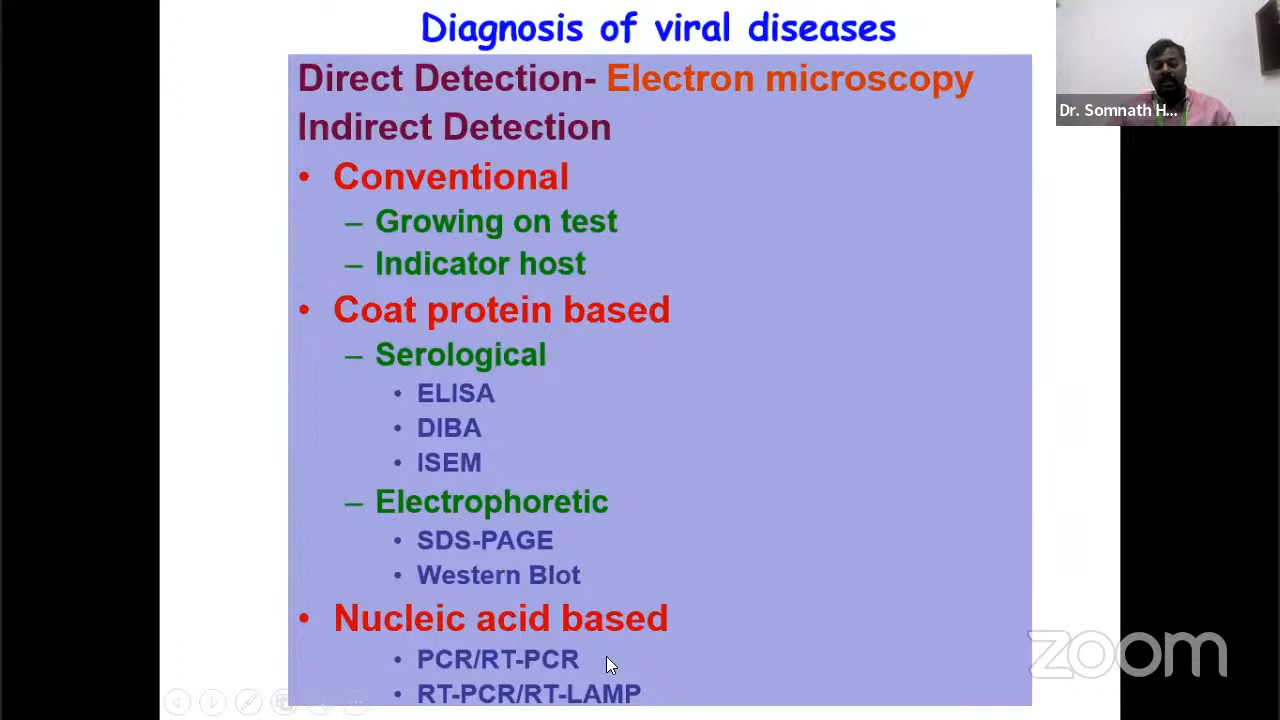 Diagnosis of viral diseases
Direct Detection- Electron microscopy
Indirect Detection
• Conventional
– Growing on test
– Indicator host
• Coat protein based
– Serological
• ELISA
• DIBA
• ISEM
– Electrophoretic
• SDS-PAGE
• Western Blot
• Nucleic acid based
• PCR/RT-PCR
• RT-PCR/RT-LAMP
Dr. Somnath H...
zoom